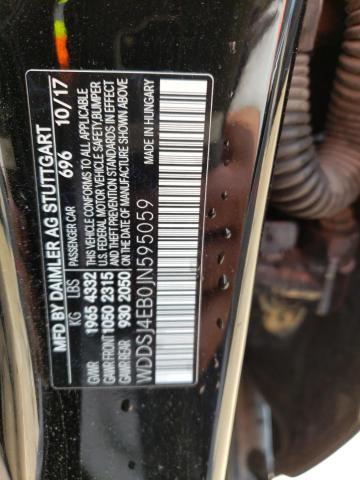 MFD BY DAIMLER AG STUTTGART
696 10/17
PASSENGER CAR
KG LBS
GVWR 1965 4332
GAWR FRONT 1050 2315
GAWR REAR 930 2050
THIS VEHICLE CONFORMS TO ALL APPLICABLE
U.S. FEDERAL MOTOR VEHICLE SAFETY, BUMPER
AND THEFT PREVENTION STANDARDS IN EFFECT
ON THE DATE OF MANUFACTURE SHOWN ABOVE
WDDSJ4EB0JN595059
MADE IN HUNGARY